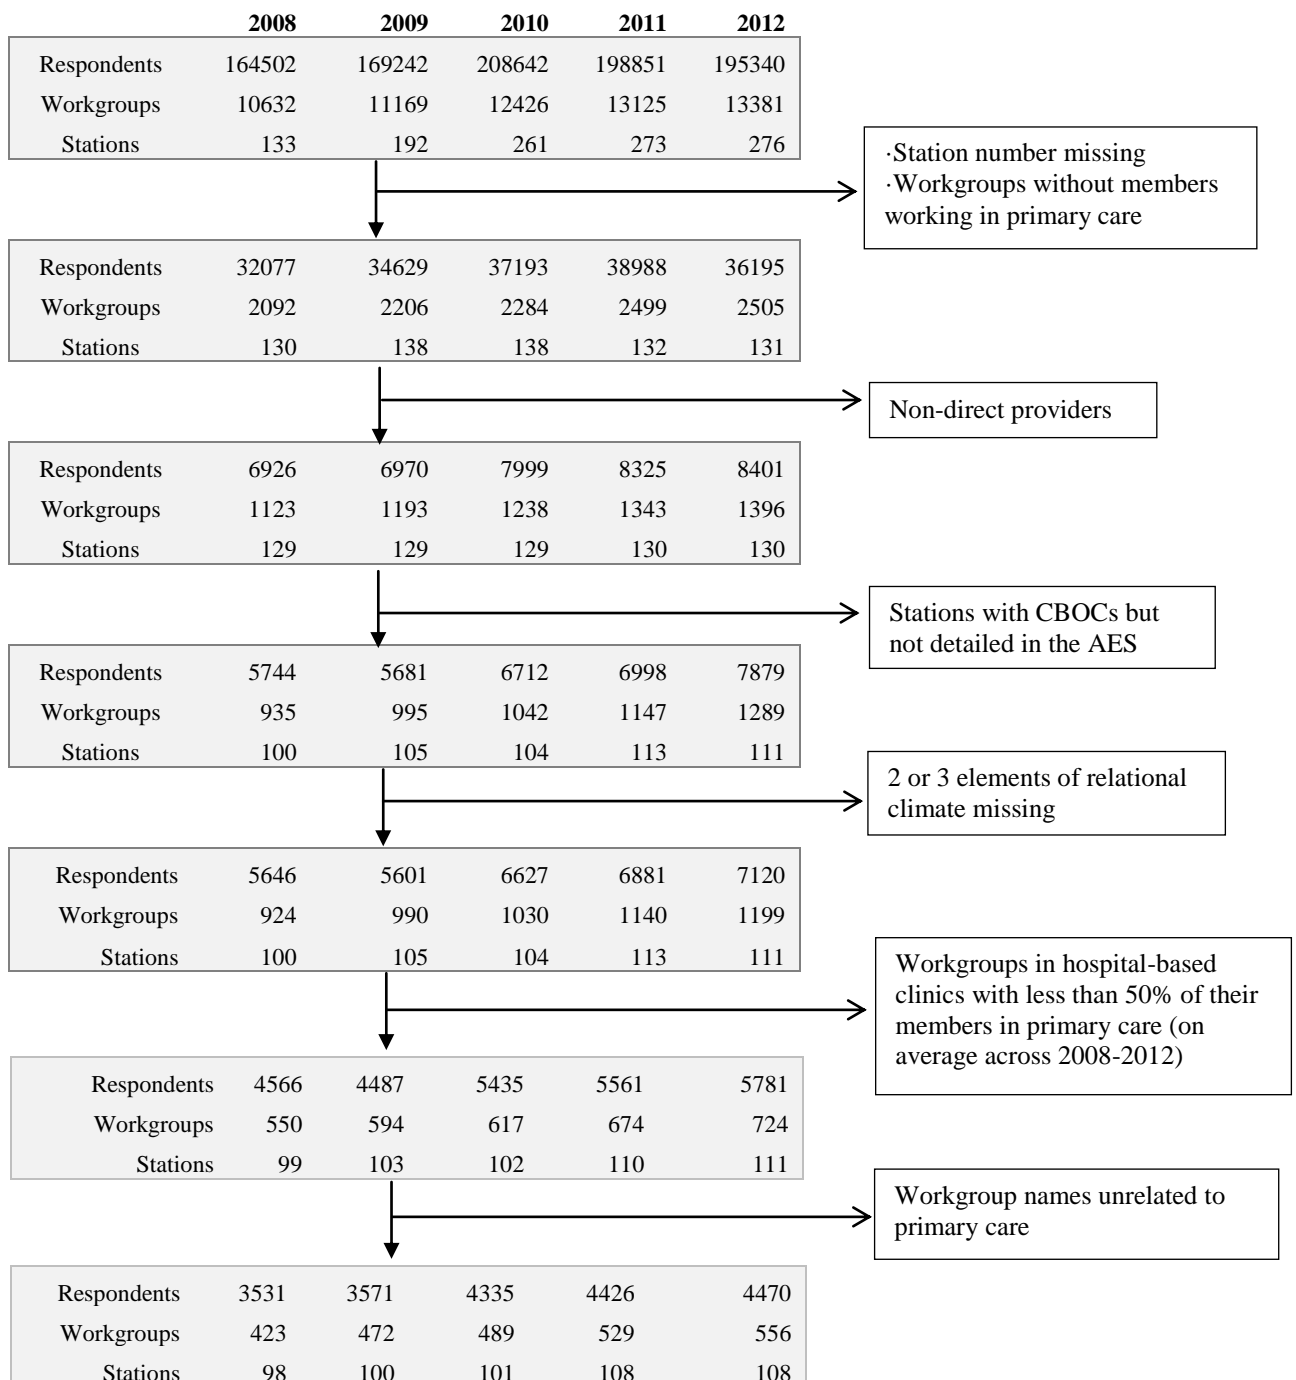 2008 2009 2010 2011 2012
Respondents 164502 169242 208642 198851 195340
Workgroups 10632 11169 12426 13125 13381
Stations 133 192 261 273 276
·Station number missing
·Workgroups without members
working in primary care
Respondents 32077 34629 37193 38988 36195
Workgroups 2092 2206 2284 2499 2505
Stations 130 138 138 132 131
Non-direct providers
Respondents 6926 6970 7999 8325 8401
Workgroups 1123 1193 1238 1343 1396
Stations 129 129 129 130 130
Stations with CBOCs but
not detailed in the AES
Respondents 5744 5681 6712 6998 7879
Workgroups 935 995 1042 1147 1289
Stations 100 105 104 113 111
2 or 3 elements of relational
climate missing
Respondents 5646 5601 6627 6881 7120
Workgroups 924 990 1030 1140 1199
Stations 100 105 104 113 111
Workgroups in hospital-based
clinics with less than 50% of their
members in primary care (on
average across 2008-2012)
Respondents 4566 4487 5435 5561 5781
Workgroups 550 594 617 674 724
Stations 99 103 102 110 111
Workgroup names unrelated to
primary care
Respondents 3531 3571 4335 4426 4470
Workgroups 423 472 489 529 556
Stations 98 100 101 108 108